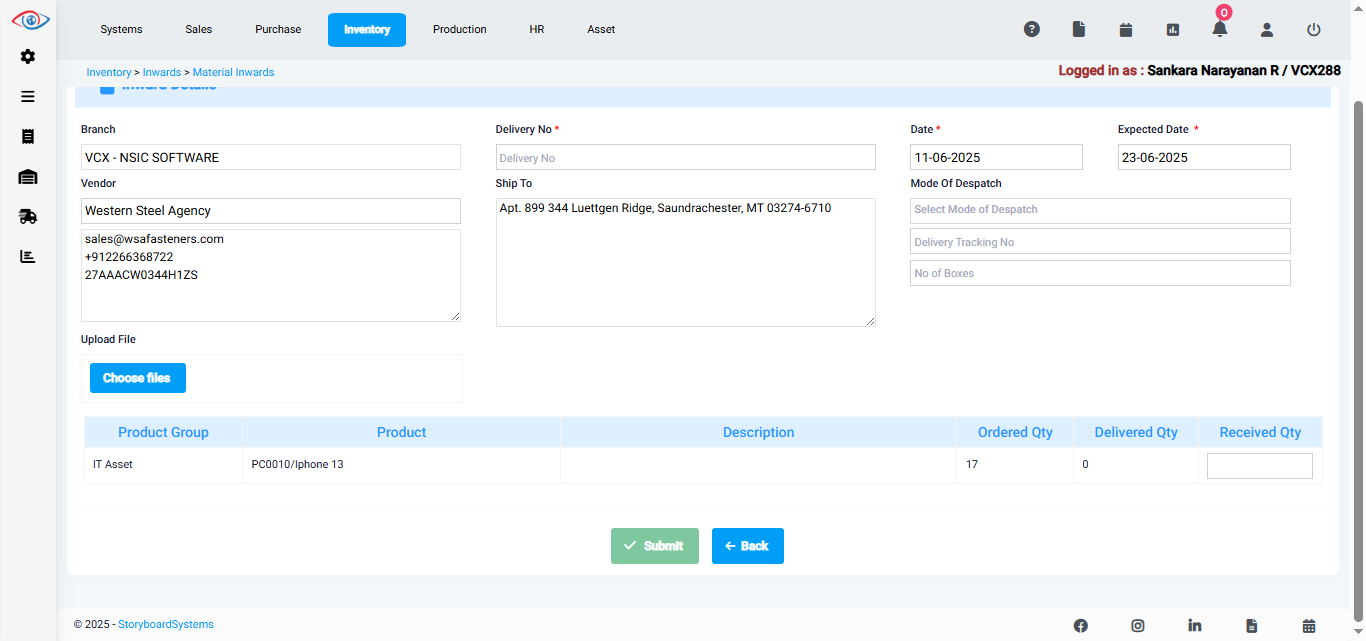 Systems Sales Purchase Inventory Production HR Asset 0
Inventory > Inwards > Material Inwards Logged in as : Sankara Narayanan R / VCX288
Inward Details
Branch Delivery No * Date * Expected Date *
VCX - NSIC SOFTWARE Delivery No 11-06-2025 23-06-2025
Vendor Ship To Mode Of Despatch
Western Steel Agency Apt. 899 344 Luettgen Ridge, Saundrachester, MT 03274-6710 Select Mode of Despatch
sales@wsafasteners.com Delivery Tracking No
+912266368722 No of Boxes
27AAACW0344H1ZS
Upload File
Choose files
Product Group Product Description Ordered Qty Delivered Qty Received Qty
IT Asset PC0010/Iphone 13 17 0
Submit Back
© 2025 - StoryboardSystems